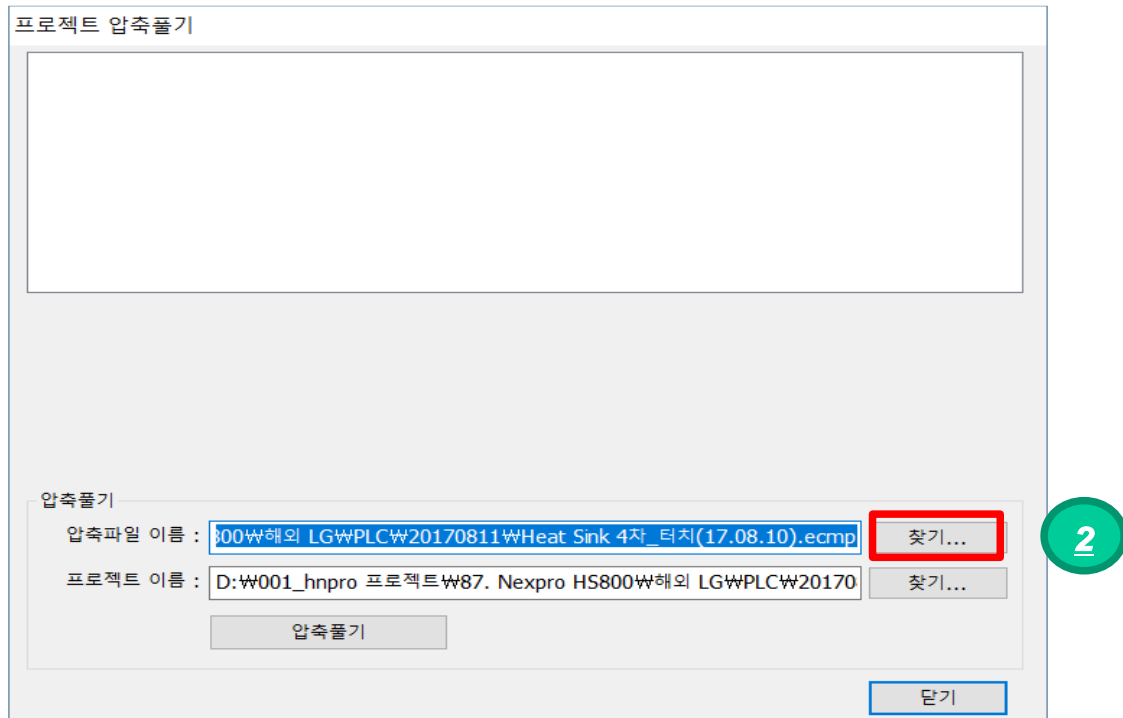 프로젝트 압축풀기
압축풀기
압축파일 이름 : 800₩해외 LG₩PLC₩20170811₩Heat Sink 4차_터치(17.08.10).ecmp 찾기...
2
프로젝트 이름 : D:₩001_hnpro 프로젝트₩87. Nexpro HS800₩해외 LG₩PLC₩20170 찾기...
압축풀기
닫기